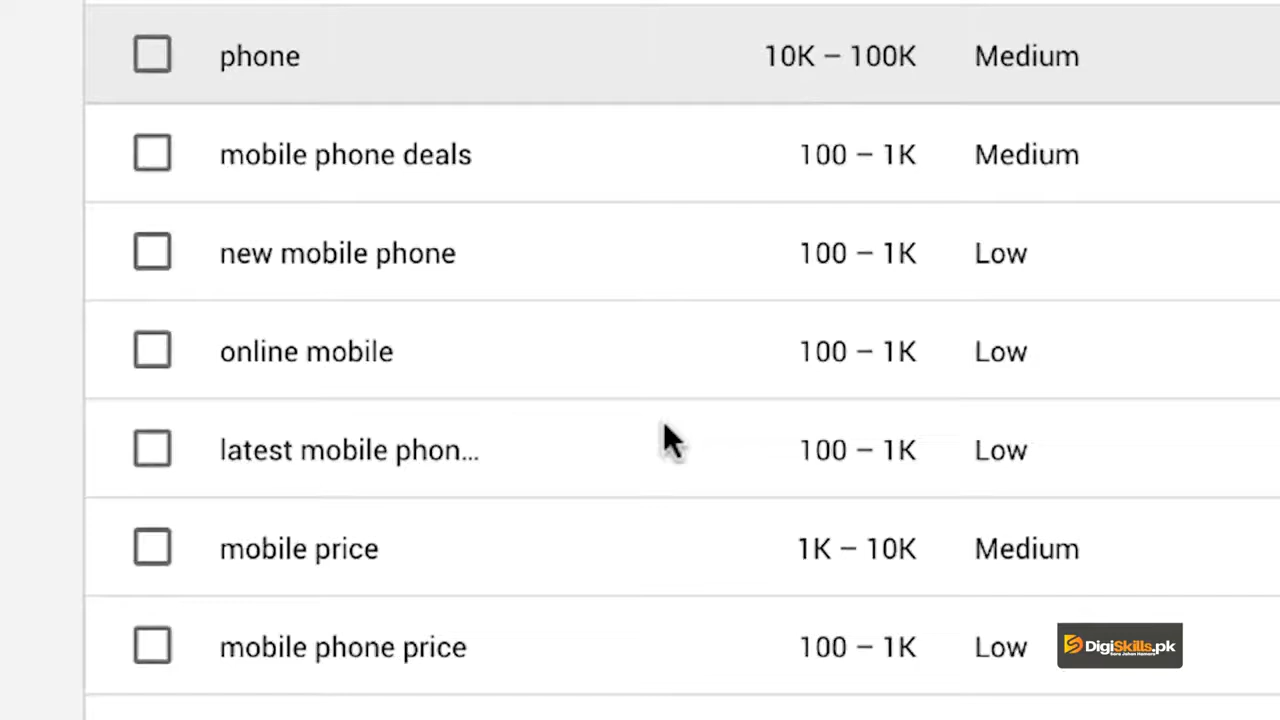 phone 10K – 100K Medium
mobile phone deals 100 – 1K Medium
new mobile phone 100 – 1K Low
online mobile 100 – 1K Low
latest mobile phon... 100 – 1K Low
mobile price 1K – 10K Medium
mobile phone price 100 – 1K Low
DigiSkills.pk